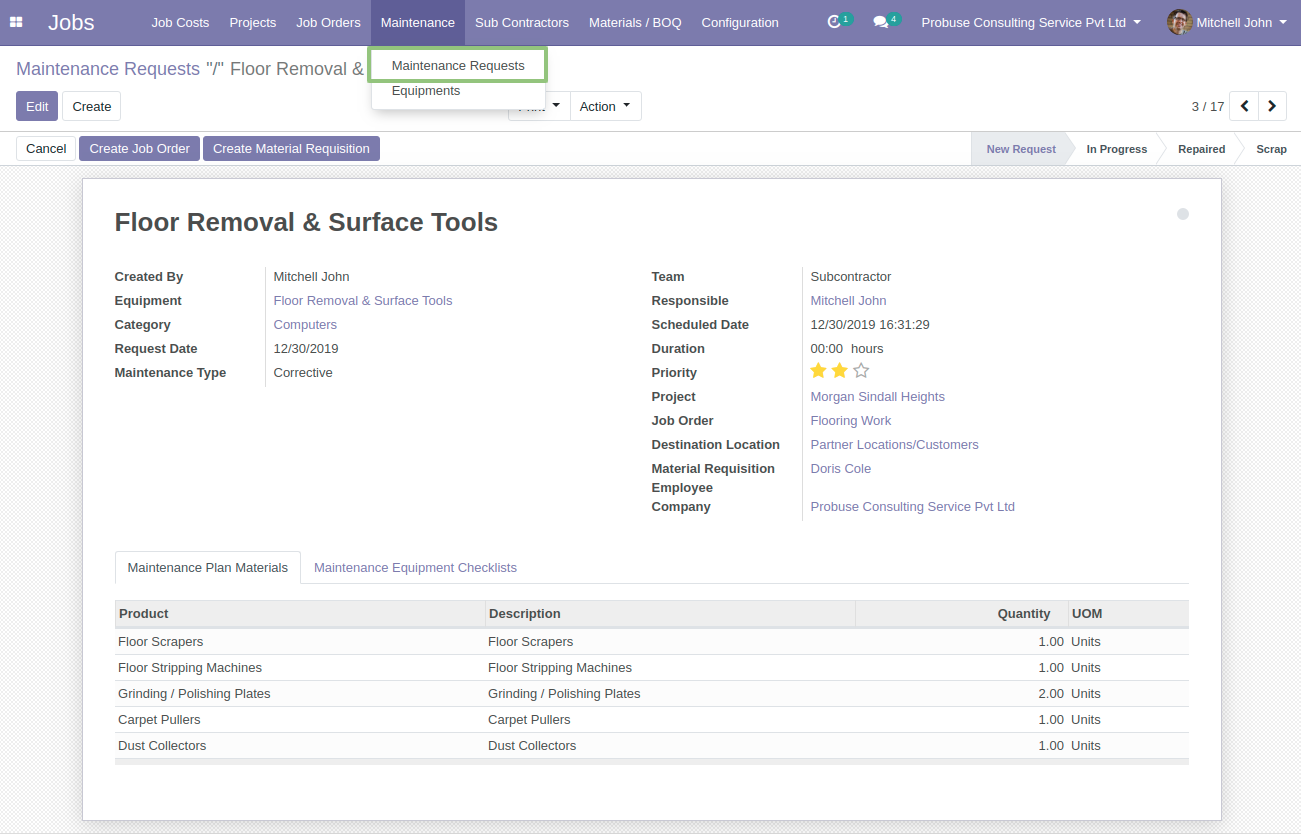 Jobs Job Costs Projects Job Orders Maintenance Sub Contractors Materials / BOQ Configuration 1 4 Probuse Consulting Service Pvt Ltd Mitchell John
Maintenance Requests "/" Floor Removal &
Maintenance Requests
Equipments
Edit Create Action 3 / 17
Cancel Create Job Order Create Material Requisition New Request In Progress Repaired Scrap
Floor Removal & Surface Tools
Created By Mitchell John
Equipment Floor Removal & Surface Tools
Category Computers
Request Date 12/30/2019
Maintenance Type Corrective
Team Subcontractor
Responsible Mitchell John
Scheduled Date 12/30/2019 16:31:29
Duration 00:00 hours
Priority
Project Morgan Sindall Heights
Job Order Flooring Work
Destination Location Partner Locations/Customers
Material Requisition Doris Cole
Employee
Company Probuse Consulting Service Pvt Ltd
Maintenance Plan Materials Maintenance Equipment Checklists
Product Description Quantity UOM
Floor Scrapers Floor Scrapers 1.00 Units
Floor Stripping Machines Floor Stripping Machines 1.00 Units
Grinding / Polishing Plates Grinding / Polishing Plates 2.00 Units
Carpet Pullers Carpet Pullers 1.00 Units
Dust Collectors Dust Collectors 1.00 Units